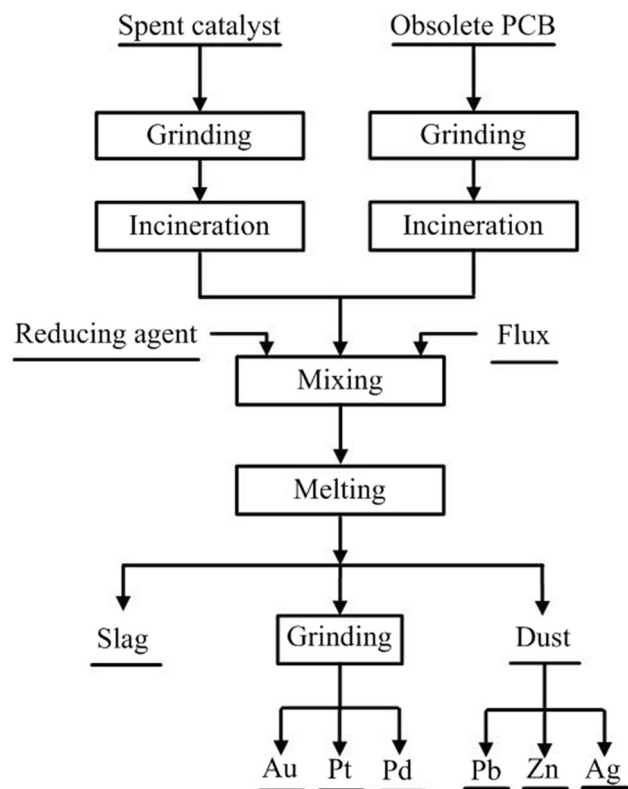 Spent catalyst
Obsolete PCB
Grinding
Grinding
Incineration
Incineration
Reducing agent
Flux
Mixing
Melting
Slag
Grinding
Dust
Au
Pt
Pd
Pb
Zn
Ag